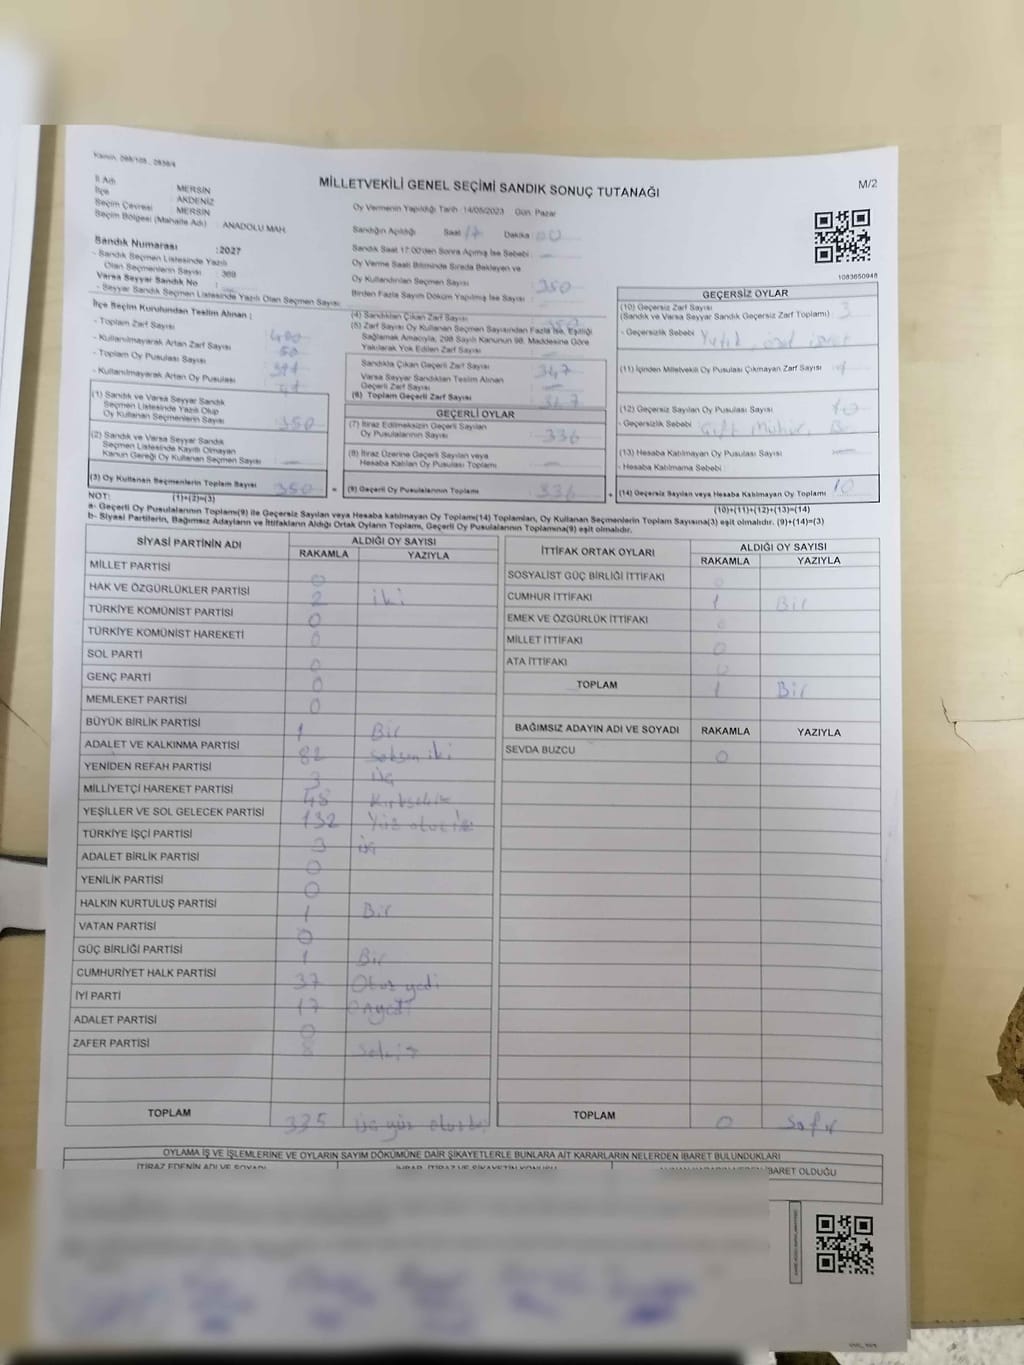 M/2
MİLLETVEKİLİ GENEL SEÇİMİ SANDIK SONUÇ TUTANAĞI
İl Adı : MERSİN
İlçe : AKDENİZ
Seçim Çevresi : MERSİN
Seçim Bölgesi (Mahalle Adı) : ANADOLU MAH.
Oy Vermenin Yapıldığı Tarih :14/05/2023 Gün: Pazar
Sandığın Açıldığı Saat :17 Dakika :00
Sandık Saat 17:00'den Sonra Açmış İse Sebebi :
Oy Verme Saati Bitiminde Sırada Bekleyen ve
Oy Kullandırılan Seçmen Sayısı : 350
Birden Fazla Sayım Döküm Yapılmış İse Sayısı :
1083650948
Sandık Numarası :2027
- Sandık Seçmen Listesinde Yazılı
Olan Seçmenlerin Sayısı : 389
Varsa Seyyar Sandık No :
- Seyyar Sandık Seçmen Listesinde Yazılı Olan Seçmen Sayısı:
İlçe Seçim Kurulundan Teslim Alınan :
- Toplam Zarf Sayısı 400
- Kullanılmayarak Artan Zarf Sayısı 50
- Toplam Oy Pusulası Sayısı 391
- Kullanılmayarak Artan Oy Pusulası 41
(1) Sandık ve Varsa Seyyar Sandık
Seçmen Listesinde Yazılı Olup
Oy Kullanan Seçmenlerin Sayısı 350
(2) Sandık ve Varsa Seyyar Sandık
Seçmen Listesinde Kayıtlı Olmayan
Kanun Gereği Oy Kullanan Seçmen Sayısı
(3) Oy Kullanan Seçmenlerin Toplam Sayısı 350
(4) Sandıktan Çıkan Zarf Sayısı 350
(5) Zarf Sayısı Oy Kullanan Seçmen Sayısından Fazla İse, Eşitliği
Sağlamak Amacıyla, 298 Sayılı Kanunun 98. Maddesine Göre
Yakılarak Yok Edilen Zarf Sayısı
Sandıkta Çıkan Geçerli Zarf Sayısı 347
Varsa Seyyar Sandıktan Teslim Alınan
Geçerli Zarf Sayısı
(6) Toplam Geçerli Zarf Sayısı 347
GEÇERLİ OYLAR
(7) İtiraz Edilmeksizin Geçerli Sayılan
Oy Pusulalarının Sayısı 336
(8) İtiraz Üzerine Geçerli Sayılan veya
Hesaba Katılan Oy Pusulası Toplamı
= (9) Geçerli Oy Pusulalarının Toplamı 336
GEÇERSİZ OYLAR
(10) Geçersiz Zarf Sayısı 3
(Sandık ve Varsa Seyyar Sandık Geçersiz Zarf Toplamı)
- Geçersizlik Sebebi
(11) İçinden Milletvekili Oy Pusulası Çıkmayan Zarf Sayısı
(12) Geçersiz Sayılan Oy Pusulası Sayısı 10
- Geçersizlik Sebebi Çift Mühür,
(13) Hesaba Katılmayan Oy Pusulası Sayısı
- Hesaba Katılmama Sebebi :
+ (14) Geçersiz Sayılan veya Hesaba Katılmayan Oy Toplamı 10
NOT: (1)+(2)=(3)
(10)+(11)+(12)+(13)=(14)
a- Geçerli Oy Pusulasının Toplamı(9) ile Geçersiz Sayılan veya Hesaba Katılmayan Oy Toplamı(14) Toplamları, Oy Kullanan Seçmenlerin Toplam Sayısına(3) eşit olmalıdır. (9)+(14)=(3)
b- Siyasi Partilerin, Bağımsız Adayların ve İttifakların Aldığı Ortak Oyların Toplamı, Geçerli Oy Pusulalarının Toplamına(9) eşit olmalıdır.
SİYASİ PARTİNİN ADI ALDIĞI OY SAYISI
RAKAMLA YAZIYLA
MİLLET PARTİSİ 0
HAK VE ÖZGÜRLÜKLER PARTİSİ 2 iki
TÜRKİYE KOMÜNİST PARTİSİ 0
TÜRKİYE KOMÜNİST HAREKETİ 0
SOL PARTİ 0
GENÇ PARTİ 0
MEMLEKET PARTİSİ 0
BÜYÜK BİRLİK PARTİSİ 1 Bir
ADALET VE KALKINMA PARTİSİ 82 seksen iki
YENİDEN REFAH PARTİSİ 3 üç
MİLLİYETÇİ HAREKET PARTİSİ 48 Kırksekiz
YEŞİLLER VE SOL GELECEK PARTİSİ 132 Yüz otuz iki
TÜRKİYE İŞÇİ PARTİSİ 3 üç
ADALET BİRLİK PARTİSİ 0
YENİLİK PARTİSİ 0
HALKIN KURTULUŞ PARTİSİ 1 Bir
VATAN PARTİSİ 0
GÜÇ BİRLİĞİ PARTİSİ 1 Bir
CUMHURİYET HALK PARTİSİ 37 Otuz yedi
İYİ PARTİ 17 Onyedi
ADALET PARTİSİ 0
ZAFER PARTİSİ 8 sekiz
TOPLAM 335
İTTİFAK ORTAK OYLARI ALDIĞI OY SAYISI
RAKAMLA YAZIYLA
SOSYALİST GÜÇ BİRLİĞİ İTTİFAKI 0
CUMHUR İTTİFAKI 1 Bir
EMEK VE ÖZGÜRLÜK İTTİFAKI 0
MİLLET İTTİFAKI 0
ATA İTTİFAKI 0
TOPLAM 1 Bir
BAĞIMSIZ ADAYIN ADI VE SOYADI RAKAMLA YAZIYLA
SEVDA BUZCU 0
TOPLAM 0 Sıfır
OYLAMA İŞ VE İŞLEMLERİNE VE OYLARIN SAYIM DÖKÜMÜNE DAİR ŞİKAYETLERLE BUNLARA AİT KARARLARIN NELERDEN İBARET BULUNDUKLARI
İTİRAZ EDENİN ADI VE SOYADI
İBARET OLDUĞU